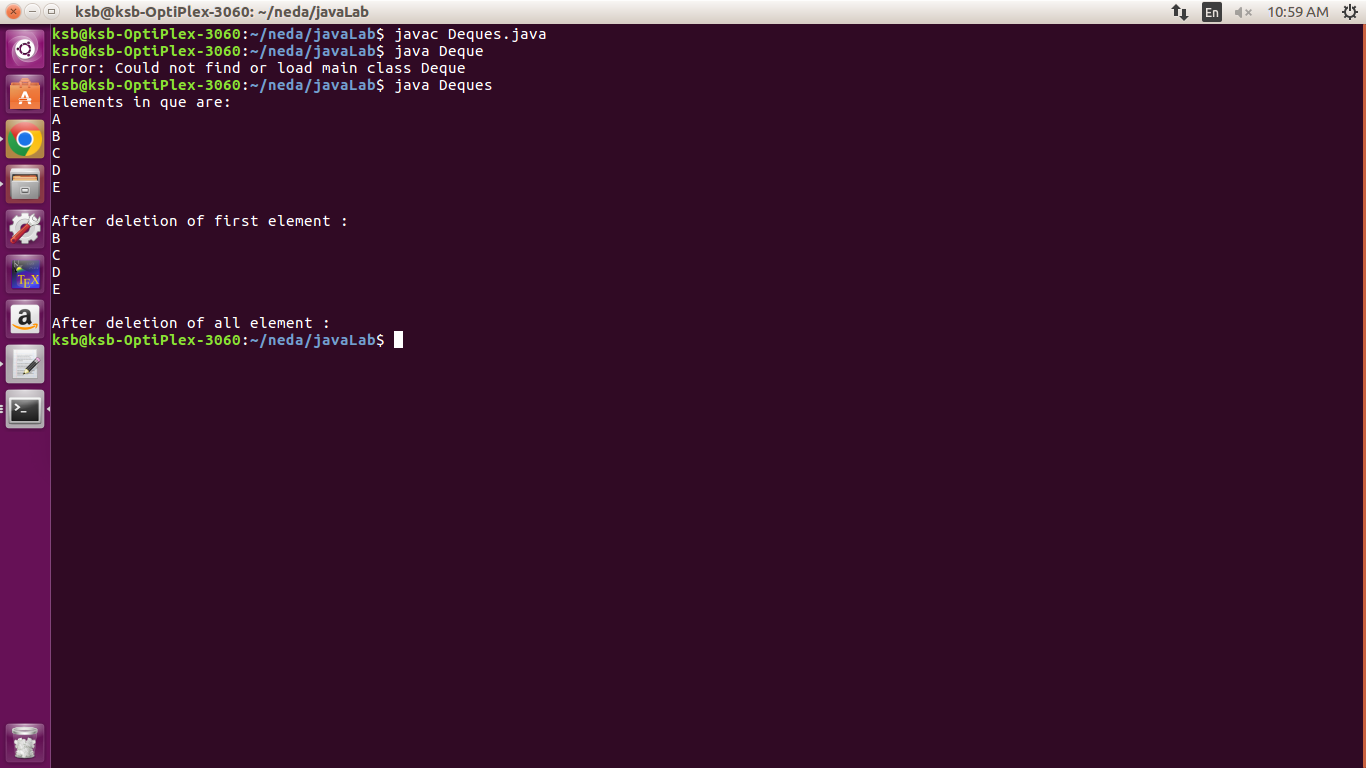 ksb@ksb-OptiPlex-3060: ~/neda/javaLab
En
10:59 AM
ksb@ksb-OptiPlex-3060:~/neda/javaLab$ javac Deques.java
ksb@ksb-OptiPlex-3060:~/neda/javaLab$ java Deque
Error: Could not find or load main class Deque
ksb@ksb-OptiPlex-3060:~/neda/javaLab$ java Deques
Elements in que are:
A
B
C
D
E
After deletion of first element :
B
C
D
E
After deletion of all element :
ksb@ksb-OptiPlex-3060:~/neda/javaLab$
TEX
a
>_